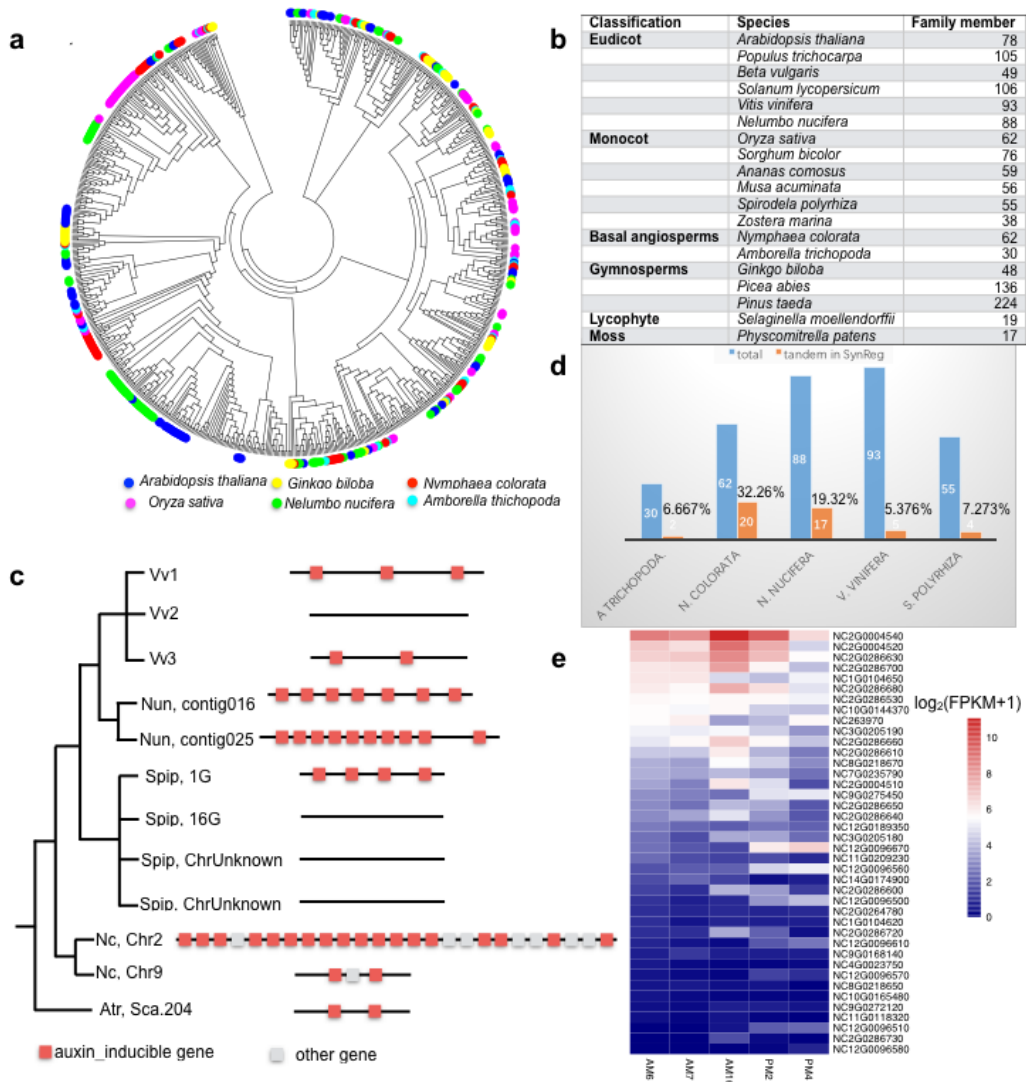 a
Arabidopsis thaliana
Ginkgo biloba
Nymphaea colorata
Oryza sativa
Nelumbo nucifera
Amborella thichopoda
b
Classification Species Family member
Eudicot Arabidopsis thaliana 78
Populus trichocarpa 105
Beta vulgaris 49
Solanum lycopersicum 106
Vitis vinifera 93
Nelumbo nucifera 88
Monocot Oryza sativa 62
Sorghum bicolor 76
Ananas comosus 59
Musa acuminata 56
Spirodela polyrhiza 55
Zostera marina 38
Basal angiosperms Nymphaea colorata 62
Amborella trichopoda 30
Gymnosperms Ginkgo biloba 48
Picea abies 136
Pinus taeda 224
Lycophyte Selaginella moellendorffii 19
Moss Physcomitrella patens 17
d
total tandem in SynReg
30 2 6.667%
62 20 32.26%
88 17 19.32%
93 5 5.376%
55 4 7.273%
A TRICHOPODA.
N. COLORATA
N. NUCIFERA
V. VINIFERA
S. POLYRHIZA
c
Vv1
Vv2
Vv3
Nun, contig016
Nun, contig025
Spip, 1G
Spip, 16G
Spip, ChrUnknown
Spip, ChrUnknown
Nc, Chr2
Nc, Chr9
Atr, Sca.204
auxin_inducible gene
other gene
e
NC2G0004540
NC2G0004520
NC2G0286630
NC2G0286700
NC1G0104650
NC2G0286680
NC2G0286530
NC10G0144370
NC263970
NC3G0205190
NC2G0286660
NC2G0286610
NC8G0218670
NC7G0235790
NC2G0004510
NC9G0275450
NC2G0286650
NC2G0286640
NC12G0189350
NC3G0205180
NC12G0096670
NC11G0209230
NC12G0096560
NC14G0174900
NC2G0286600
NC12G0096500
NC2G0264780
NC1G0104620
NC2G0286720
NC12G0096610
NC9G0168140
NC4G0023750
NC12G0096570
NC8G0218650
NC10G0165480
NC9G0272120
NC11G0118320
NC12G0096510
NC2G0286730
NC12G0096580
AM6
AM7
PM2
PM4
log₂(FPKM+1)
10
8
6
4
2
0